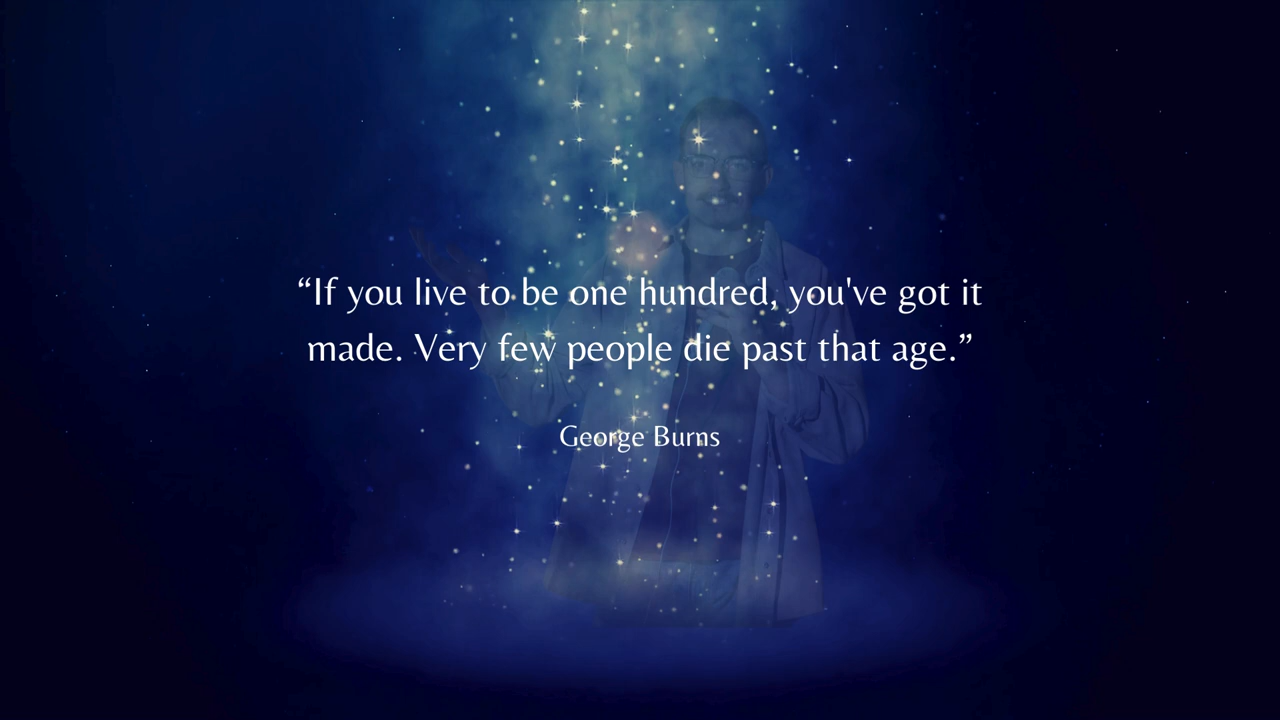 “If you live to be one hundred, you've got it
made. Very few people die past that age.”
George Burns